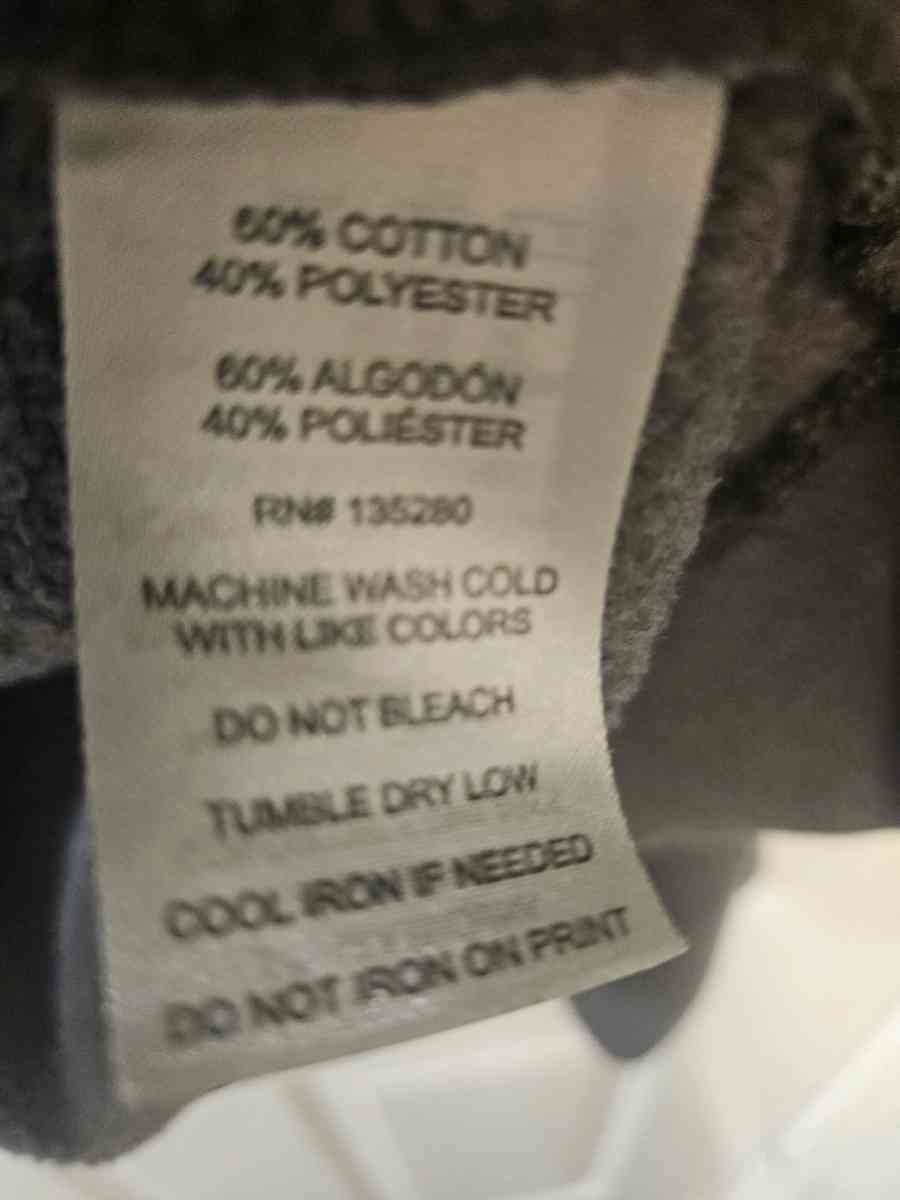 60% COTTON
40% POLYESTER
60% ALGODÓN
40% POLIÉSTER
RN# 135280
MACHINE WASH COLD
WITH LIKE COLORS
DO NOT BLEACH
TUMBLE DRY LOW
COOL IRON IF NEEDED
DO NOT IRON ON PRINT